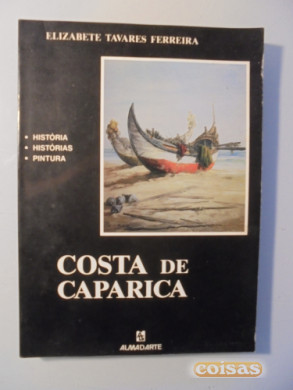 ELIZABETE TAVARES FERREIRA
• HISTÓRIA
• HISTÓRIAS
• PINTURA
COSTA DE
CAPARICA
ALMADARTE
coisas